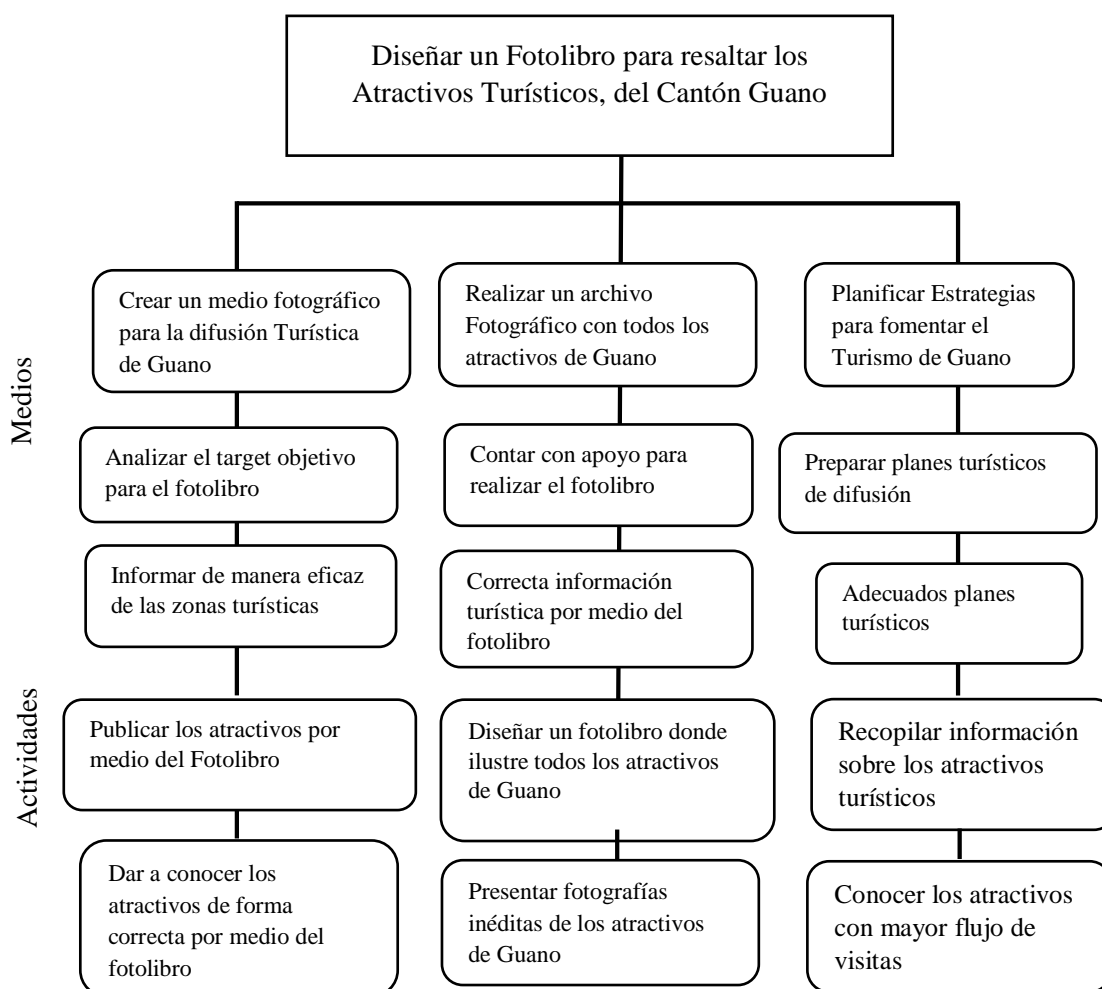 Diseñar un Fotolibro para resaltar los
Atractivos Turísticos, del Cantón Guano
Medios
Crear un medio fotográfico
para la difusión Turística
de Guano
Realizar un archivo
Fotográfico con todos los
atractivos de Guano
Planificar Estrategias
para fomentar el
Turismo de Guano
Analizar el target objetivo
para el fotolibro
Contar con apoyo para
realizar el fotolibro
Preparar planes turísticos
de difusión
Informar de manera eficaz
de las zonas turísticas
Correcta información
turística por medio del
fotolibro
Adecuados planes
turísticos
Actividades
Publicar los atractivos por
medio del Fotolibro
Diseñar un fotolibro donde
ilustre todos los atractivos
de Guano
Recopilar información
sobre los atractivos
turísticos
Dar a conocer los
atractivos de forma
correcta por medio del
fotolibro
Presentar fotografías
inéditas de los atractivos
de Guano
Conocer los atractivos
con mayor flujo de
visitas